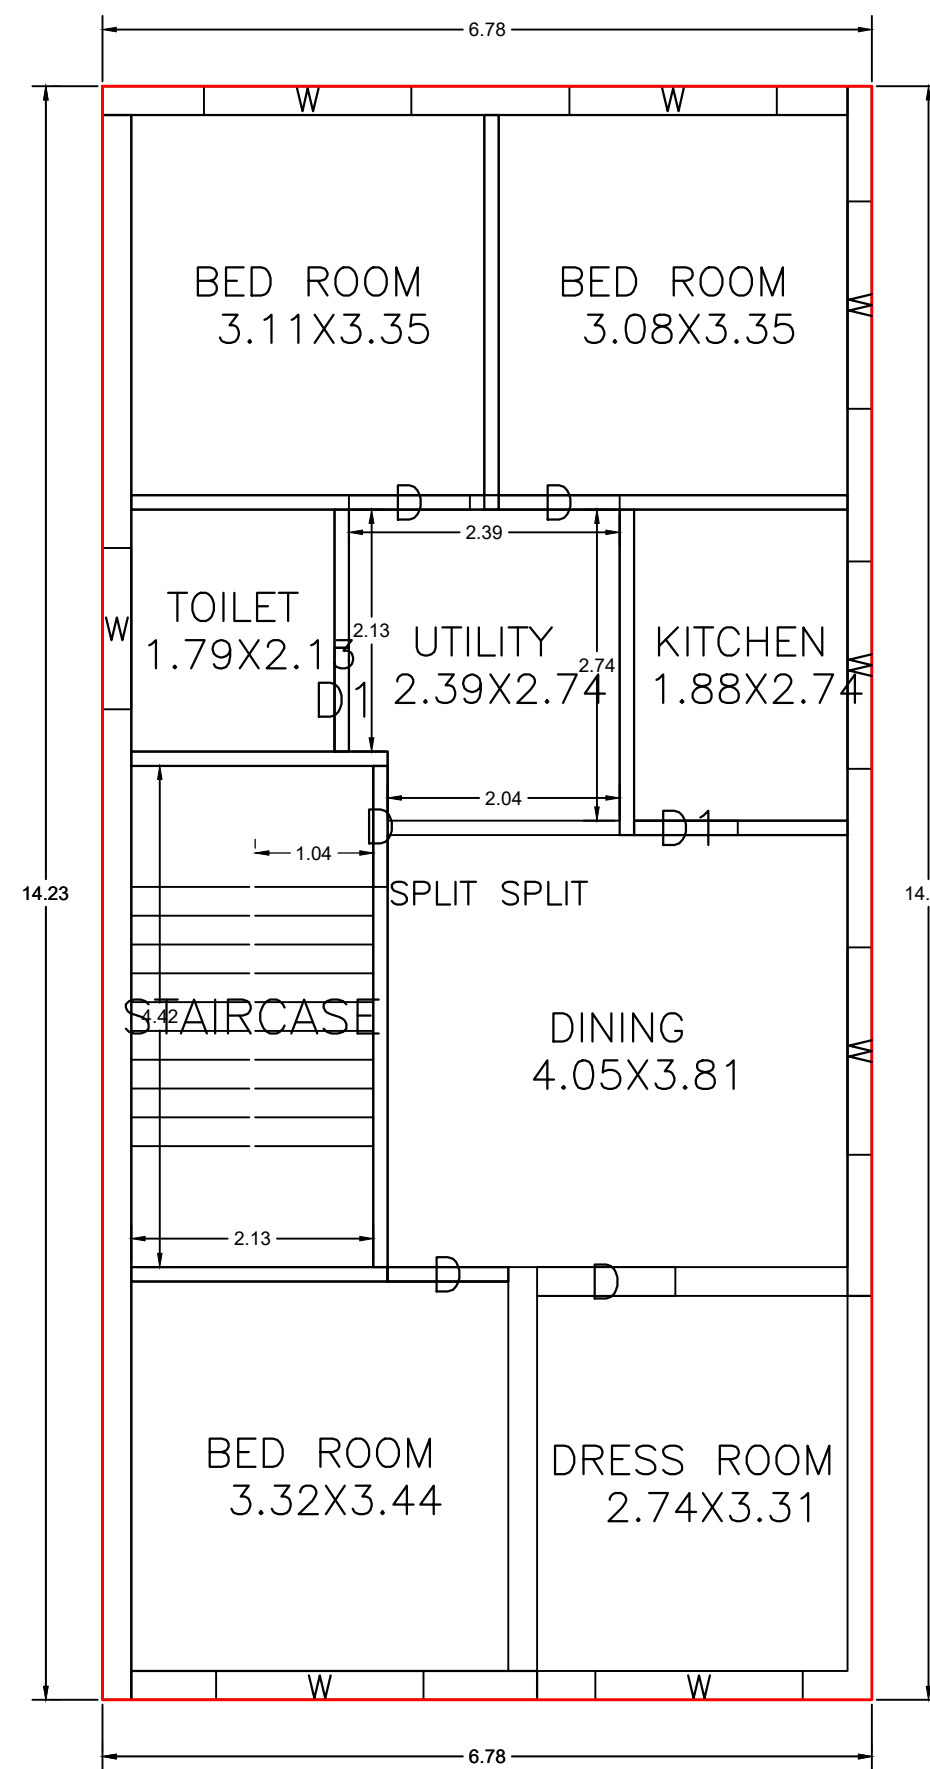 6.78
W W
BED ROOM
3.11X3.35
BED ROOM
3.08X3.35
W
D D
2.39
TOILET
1.79X2.13
W
2.13
UTILITY
2.39X2.74
2.74
KITCHEN
1.88X2.74
W
D1
2.04
D
D1
1.04
14.23
14.
SPLIT SPLIT
STAIRCASE
4.42
DINING
4.05X3.81
W
2.13
D D
BED ROOM
3.32X3.44
DRESS ROOM
2.74X3.31
W W
6.78